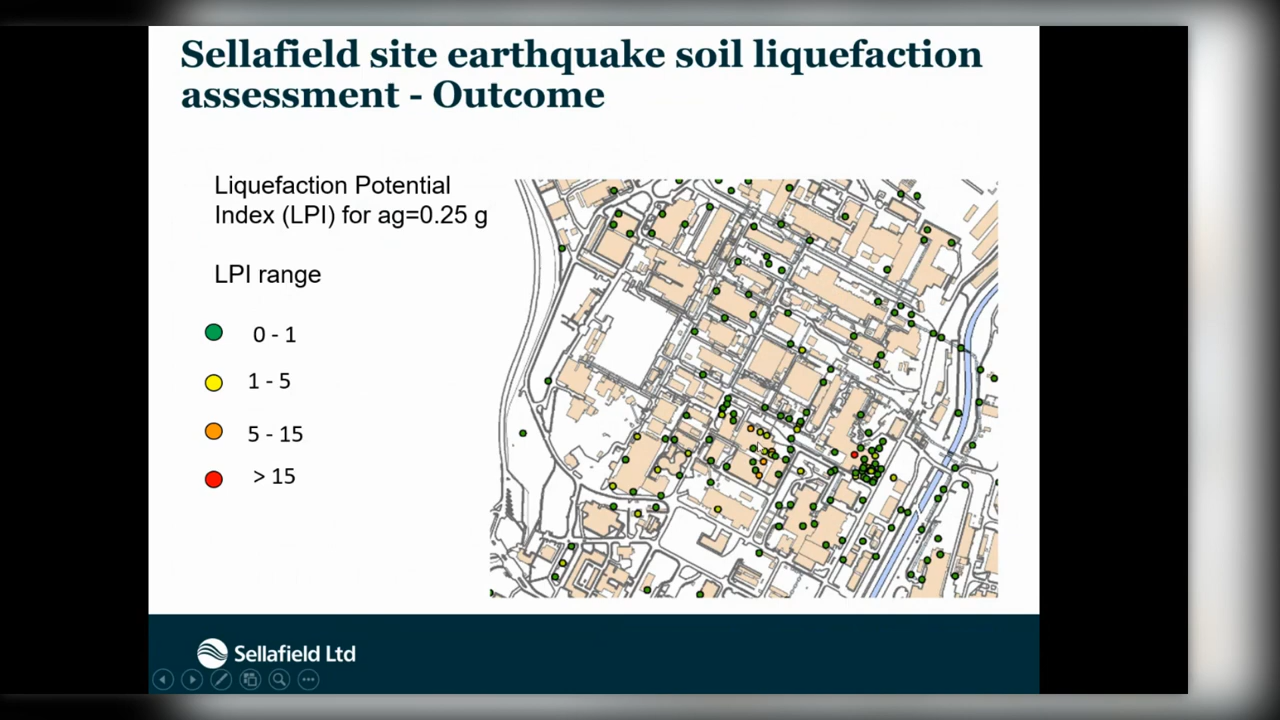 Sellafield site earthquake soil liquefaction
assessment - Outcome
Liquefaction Potential
Index (LPI) for ag=0.25 g
LPI range
0 - 1
1 - 5
5 - 15
> 15
Sellafield Ltd